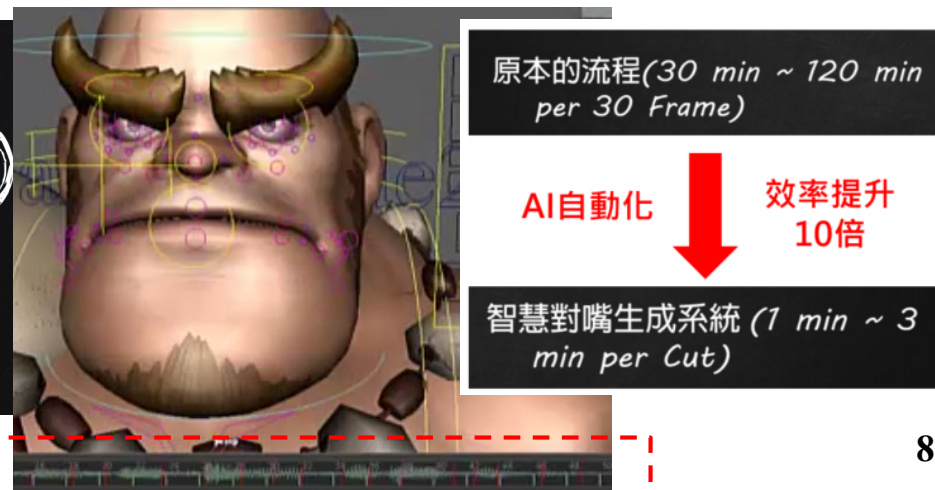 原本的流程(30 min ~ 120 min
per 30 Frame)
AI自動化
效率提升
10倍
智慧對嘴生成系統 (1 min ~ 3
min per Cut)
8